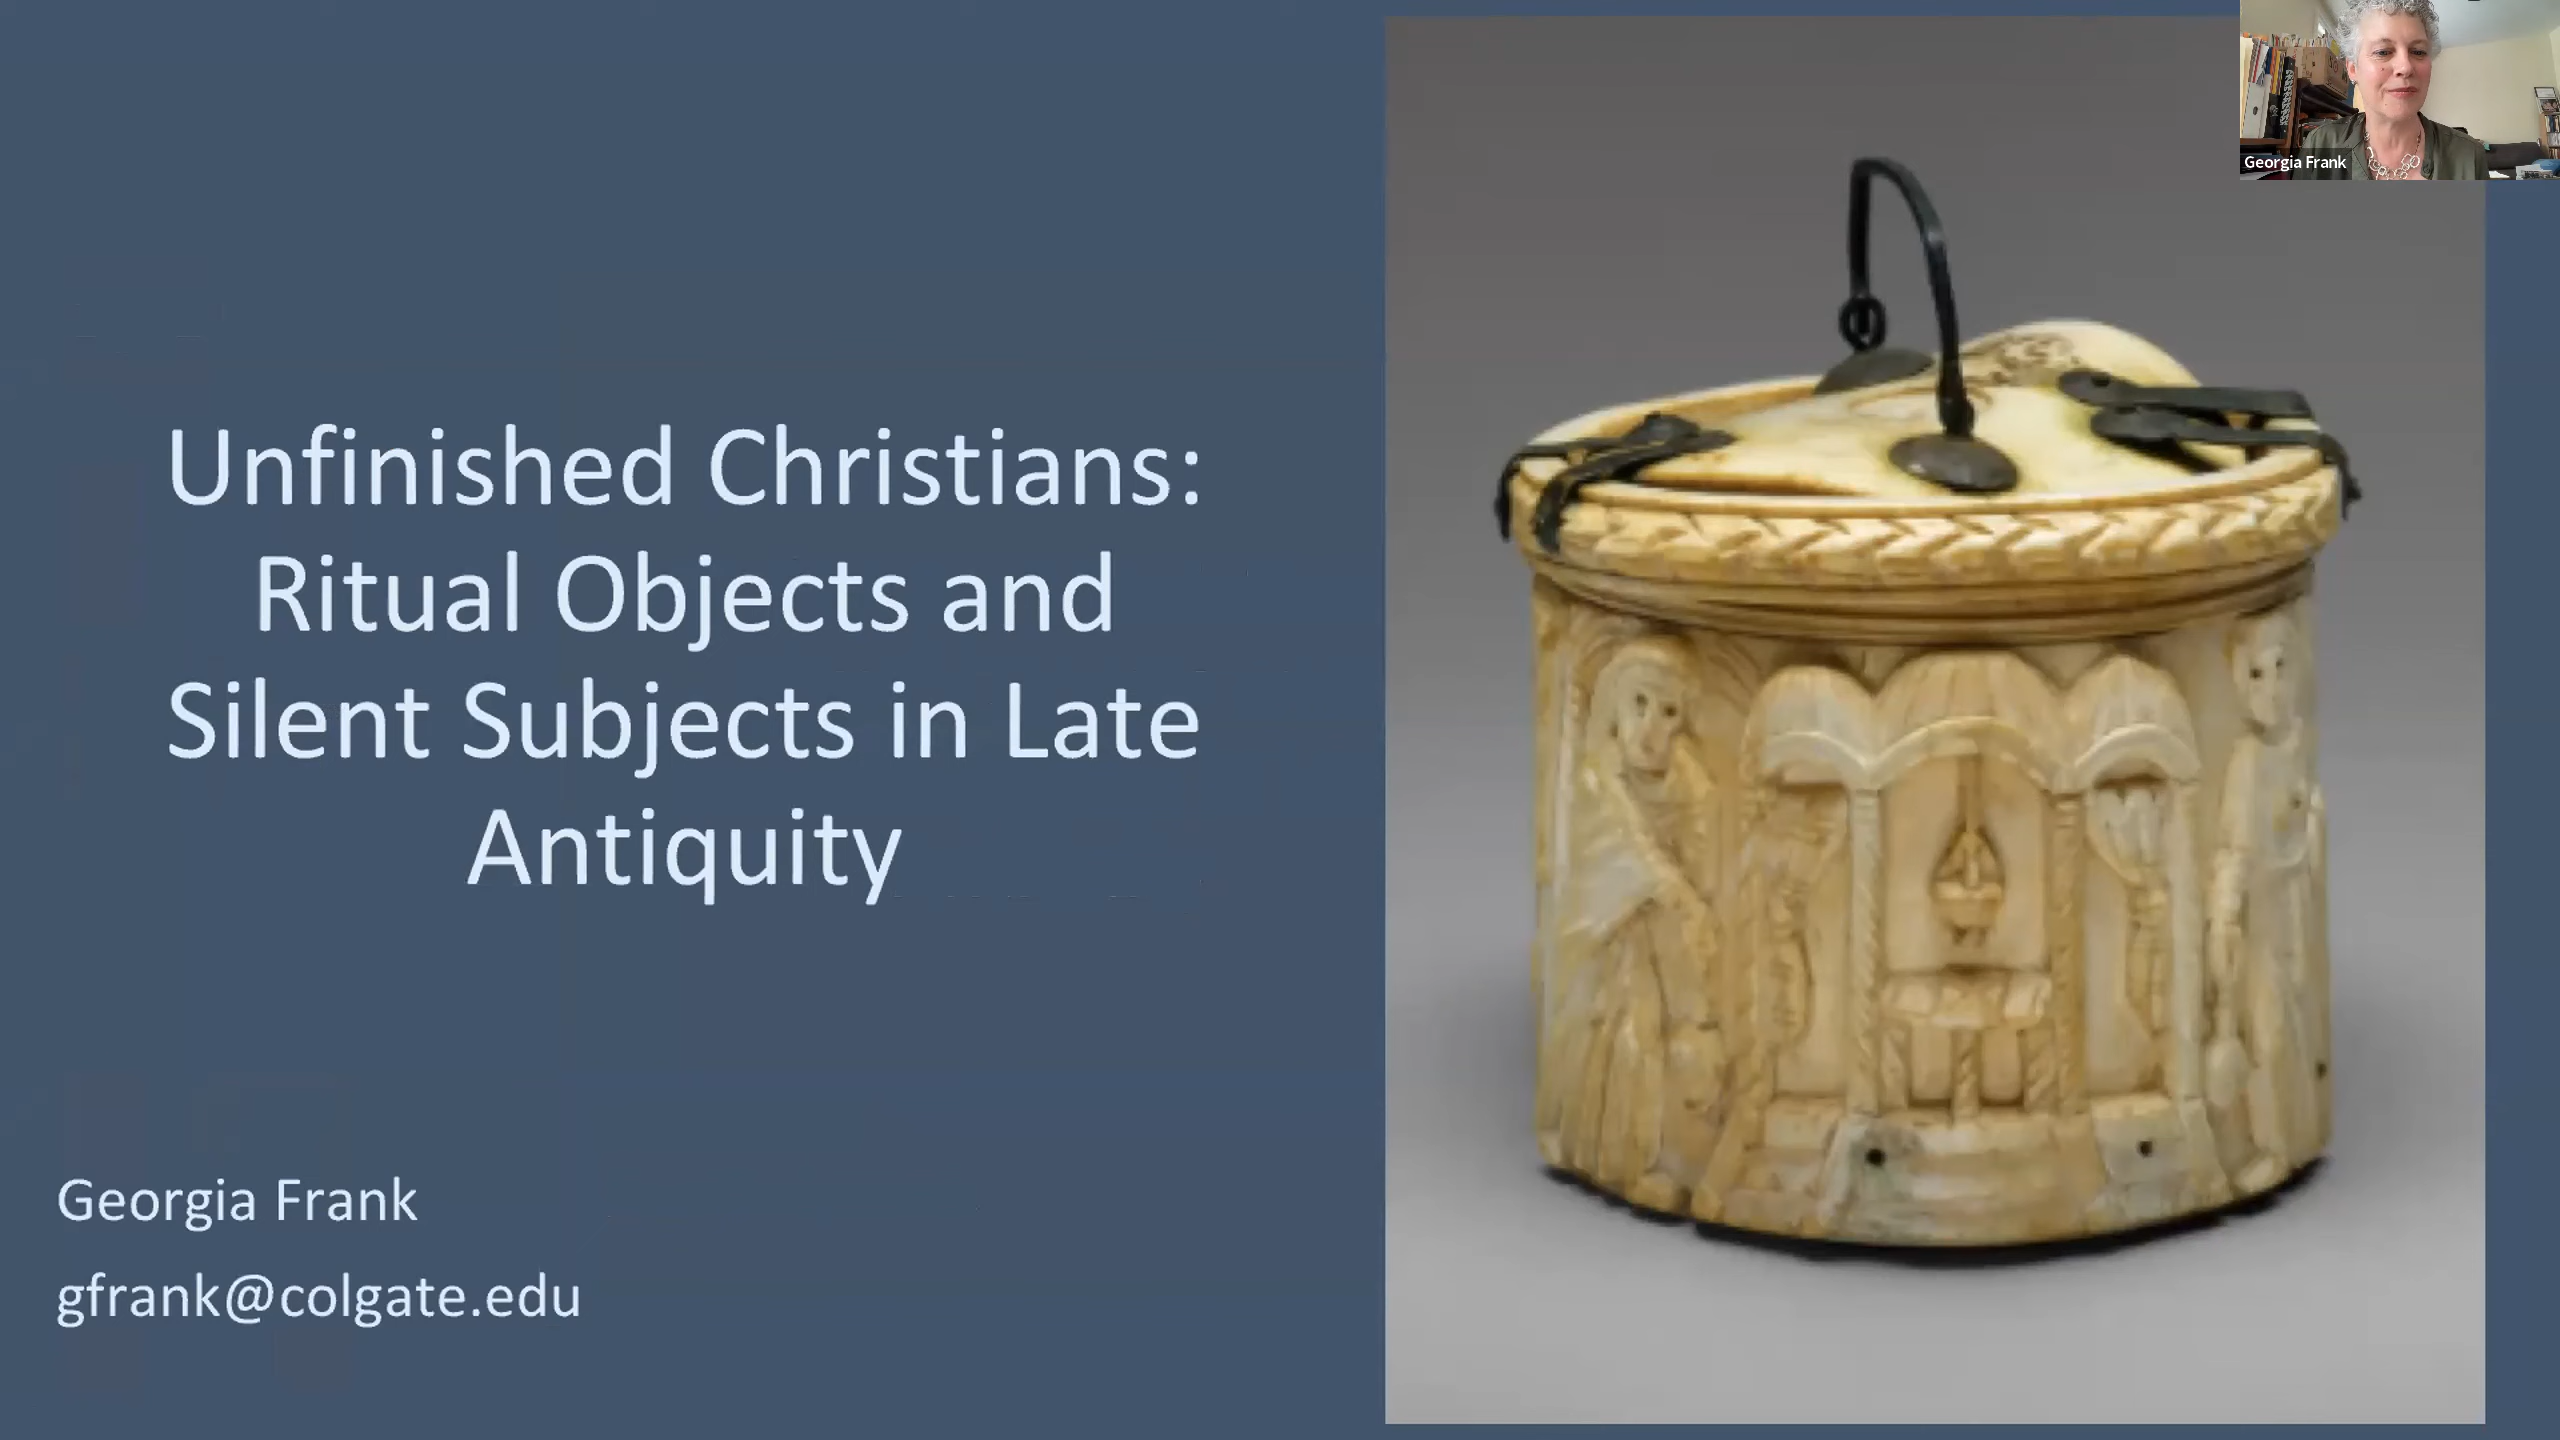 Unfinished Christians:
Ritual Objects and
Silent Subjects in Late
Antiquity
Georgia Frank
gfrank@colgate.edu
Georgia Frank